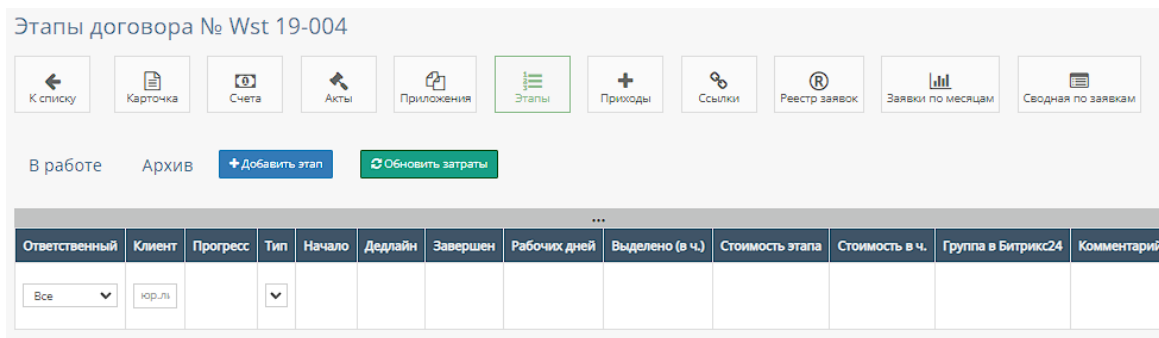 Этапы договора № Wst 19-004
К списку Карточка Счета Акты Приложения Этапы Приходы Ссылки Реестр заявок Заявки по месяцам Сводная по заявкам
В работе Архив Добавить этап Обновить затраты
...
Ответственный Клиент Прогресс Тип Начало Дедлайн Завершен Рабочих дней Выделено (в ч.) Стоимость этапа Стоимость в ч. Группа в Битрикс24 Комментарий
Все юр.ли